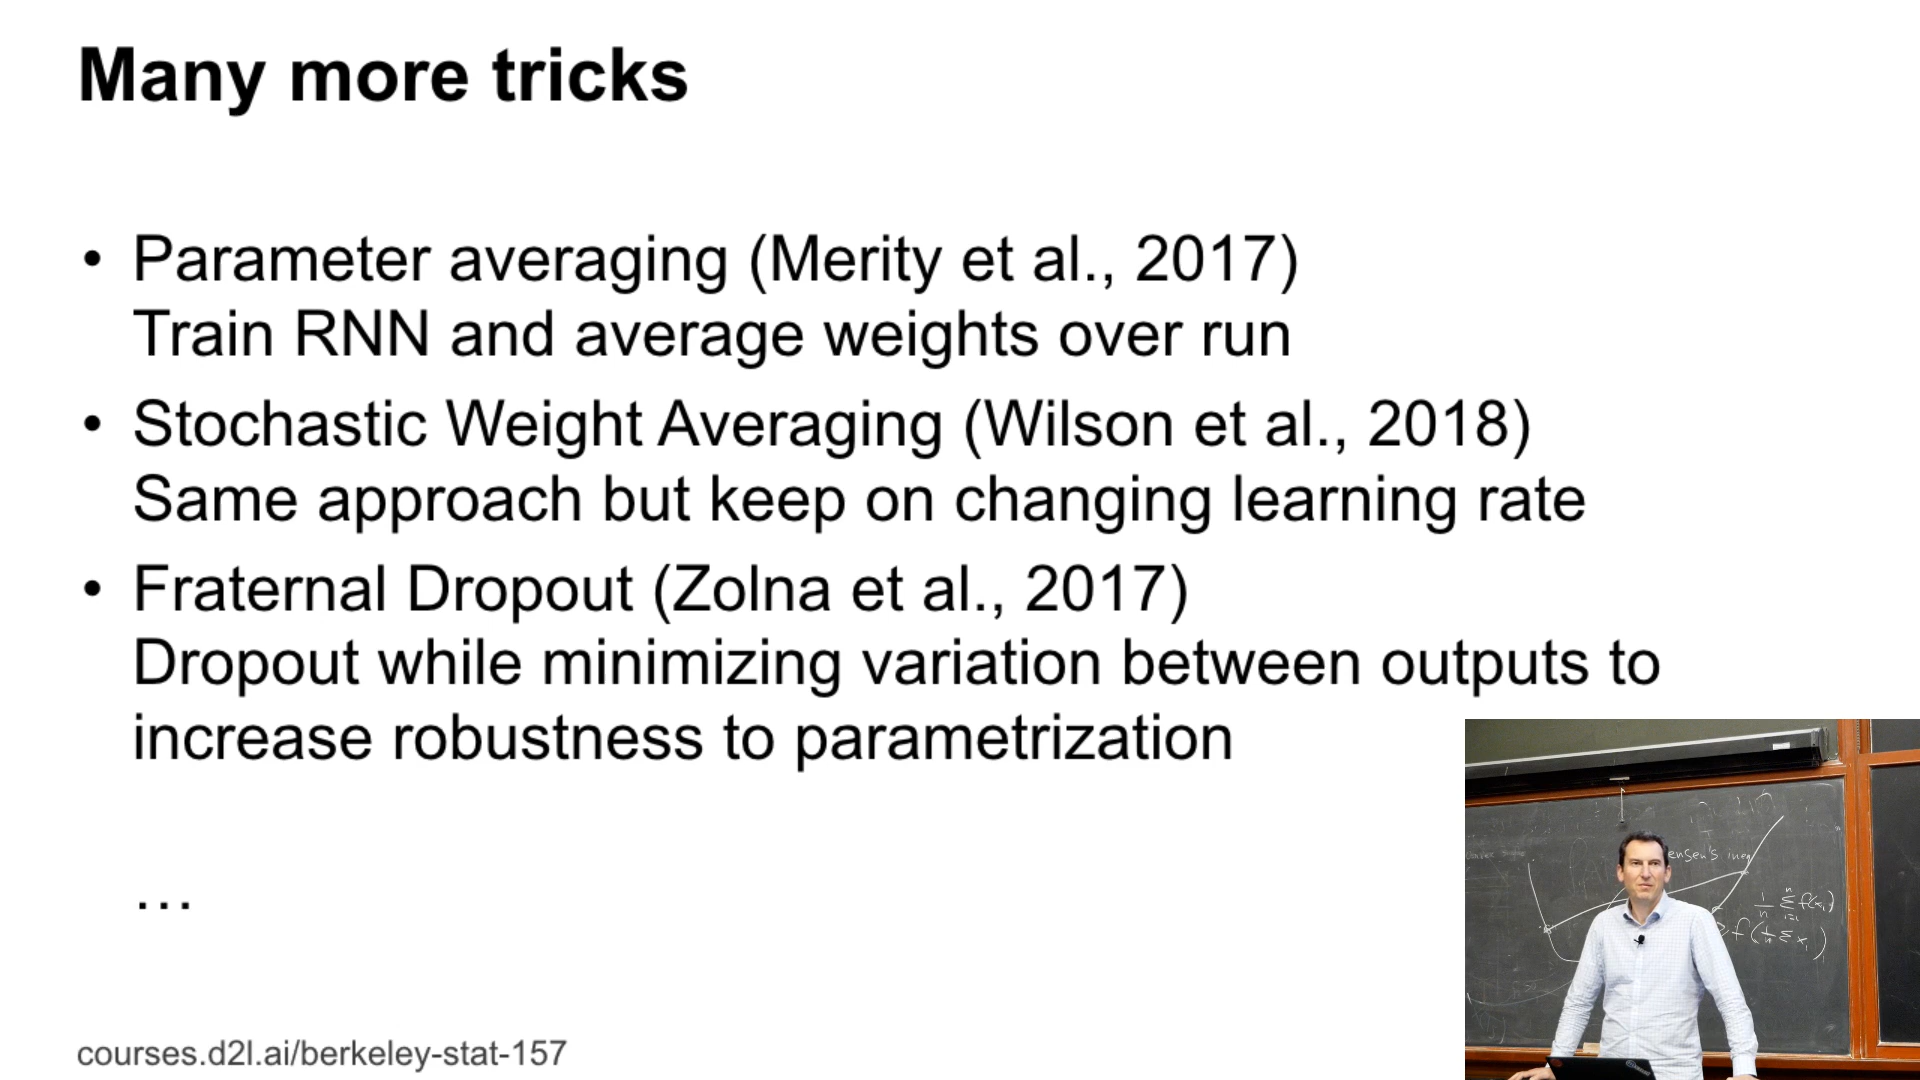 Many more tricks
• Parameter averaging (Merity et al., 2017)
Train RNN and average weights over run
• Stochastic Weight Averaging (Wilson et al., 2018)
Same approach but keep on changing learning rate
• Fraternal Dropout (Zolna et al., 2017)
Dropout while minimizing variation between outputs to
increase robustness to parametrization
…
courses.d2l.ai/berkeley-stat-157